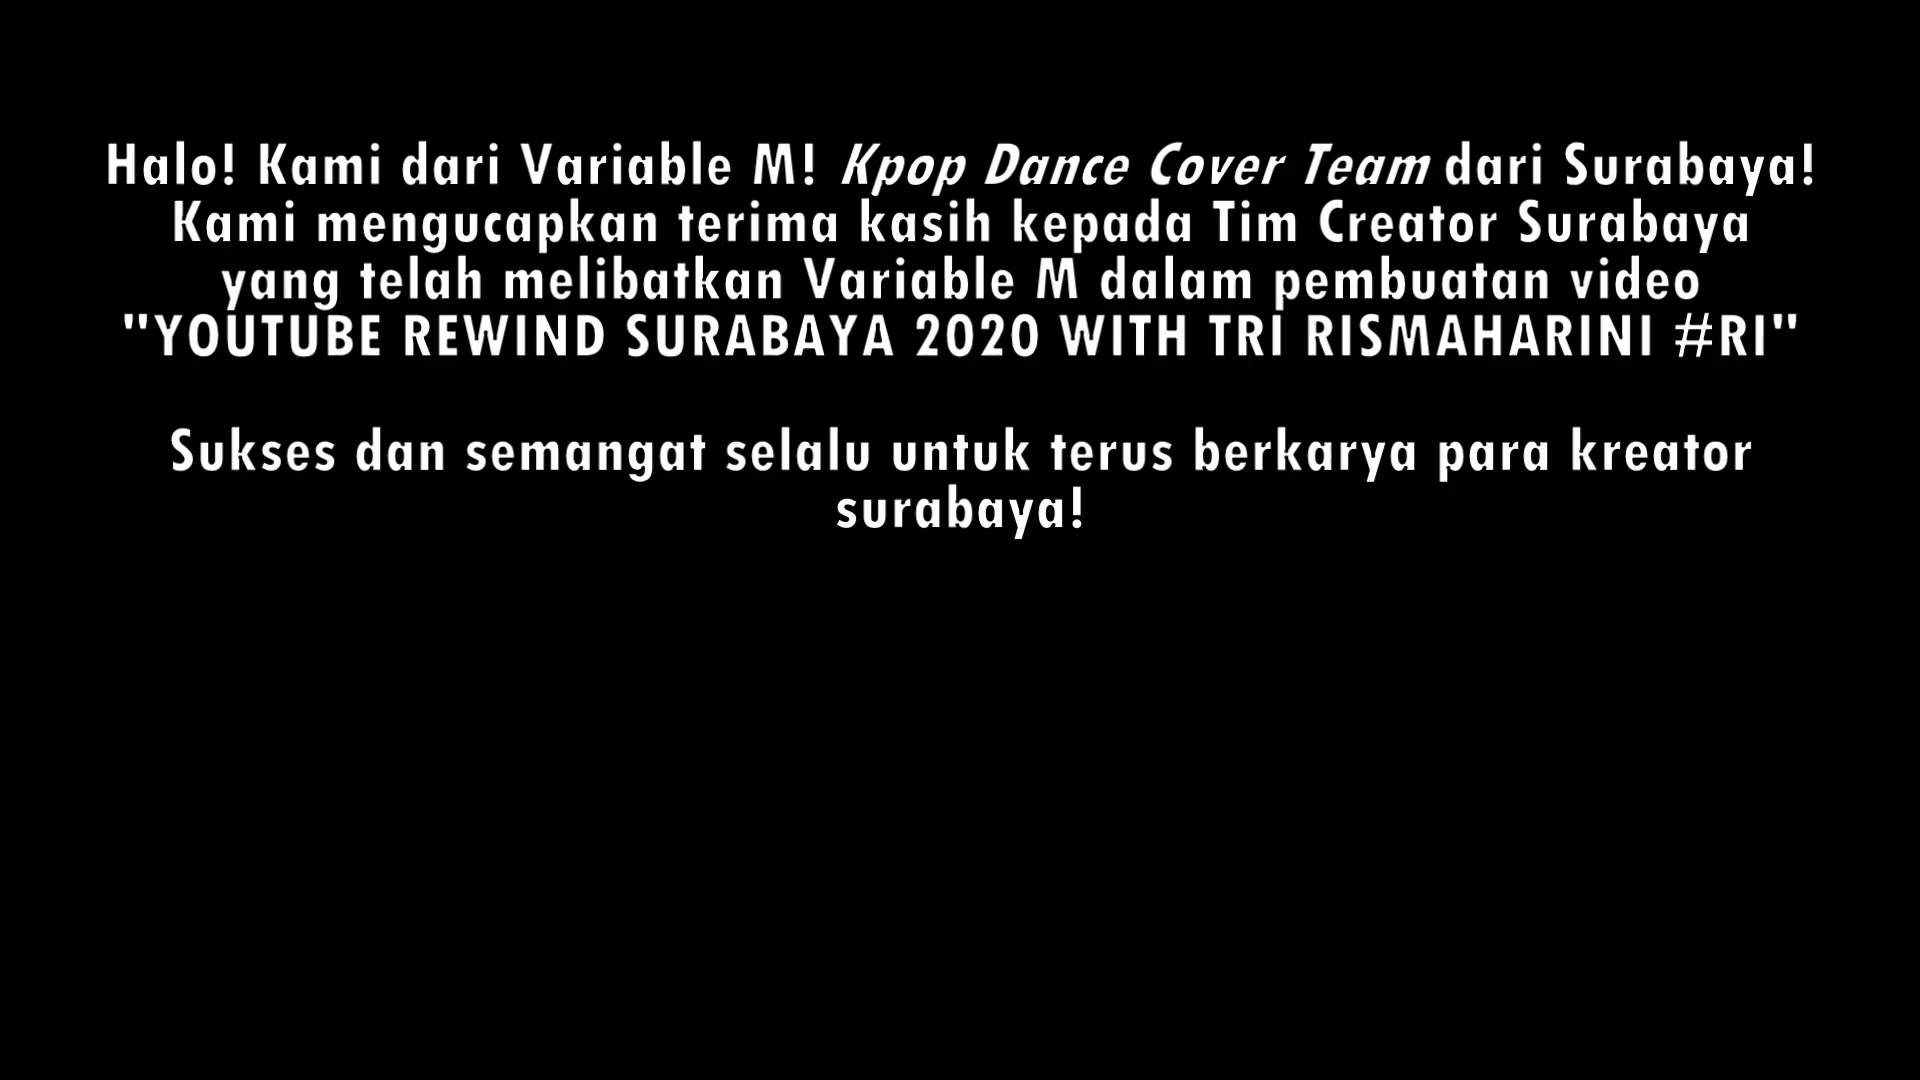 Halo! Kami dari Variable M! Kpop Dance Cover Team dari Surabaya!
Kami mengucapkan terima kasih kepada Tim Creator Surabaya
yang telah melibatkan Variable M dalam pembuatan video
"YOUTUBE REWIND SURABAYA 2020 WITH TRI RISMAHARINI #RI"
Sukses dan semangat selalu untuk terus berkarya para kreator
surabaya!